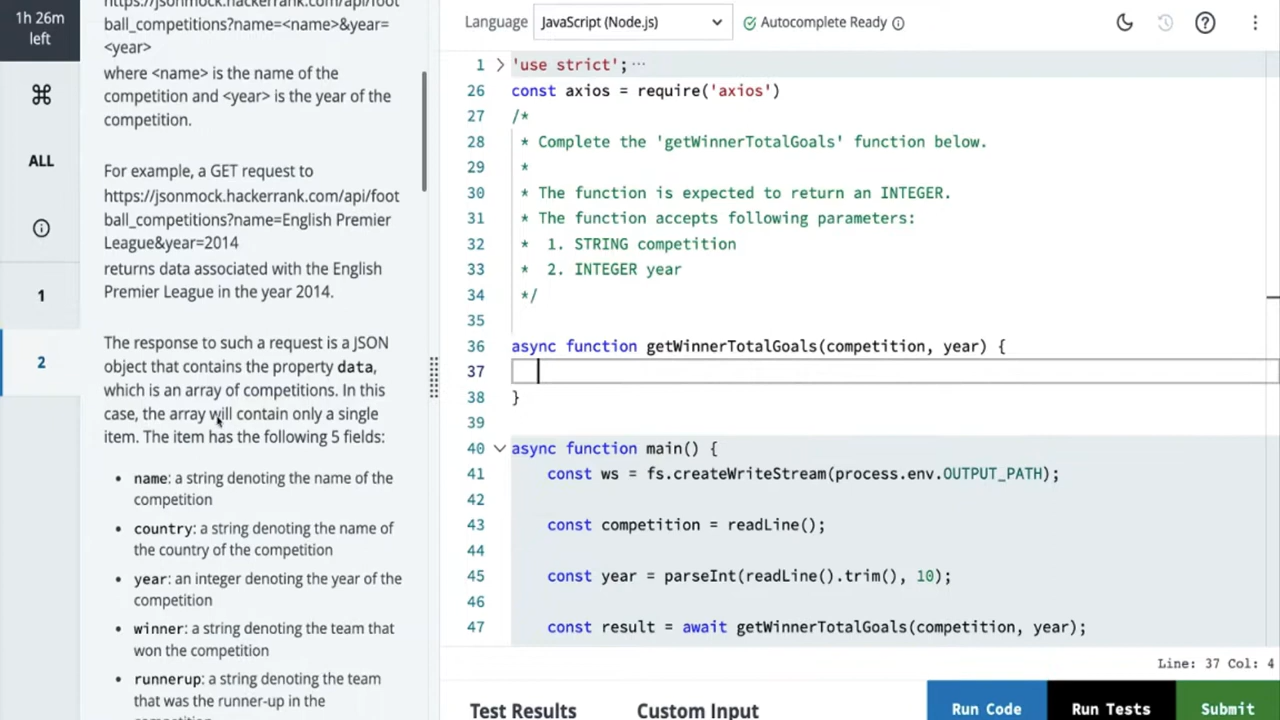 1h 26m
left
ALL
1
2
https://jsonmock.hackerrank.com/api/foot
ball_competitions?name=<name>&year=
<year>
where <name> is the name of the
competition and <year> is the year of the
competition.
For example, a GET request to
https://jsonmock.hackerrank.com/api/foot
ball_competitions?name=English Premier
League&year=2014
returns data associated with the English
Premier League in the year 2014.
The response to such a request is a JSON
object that contains the property data,
which is an array of competitions. In this
case, the array will contain only a single
item. The item has the following 5 fields:
• name: a string denoting the name of the
competition
• country: a string denoting the name of
the country of the competition
• year: an integer denoting the year of the
competition
• winner: a string denoting the team that
won the competition
• runnerup: a string denoting the team
that was the runner-up in the
competition
Language JavaScript (Node.js) Autocomplete Ready
1 'use strict'; ···
26 const axios = require('axios')
27 /*
28 * Complete the 'getWinnerTotalGoals' function below.
29 *
30 * The function is expected to return an INTEGER.
31 * The function accepts following parameters:
32 * 1. STRING competition
33 * 2. INTEGER year
34 */
35
36 async function getWinnerTotalGoals(competition, year) {
37
38 }
39
40 async function main() {
41 const ws = fs.createWriteStream(process.env.OUTPUT_PATH);
42
43 const competition = readLine();
44
45 const year = parseInt(readLine().trim(), 10);
46
47 const result = await getWinnerTotalGoals(competition, year);
Line: 37 Col: 4
Test Results Custom Input Run Code Run Tests Submit